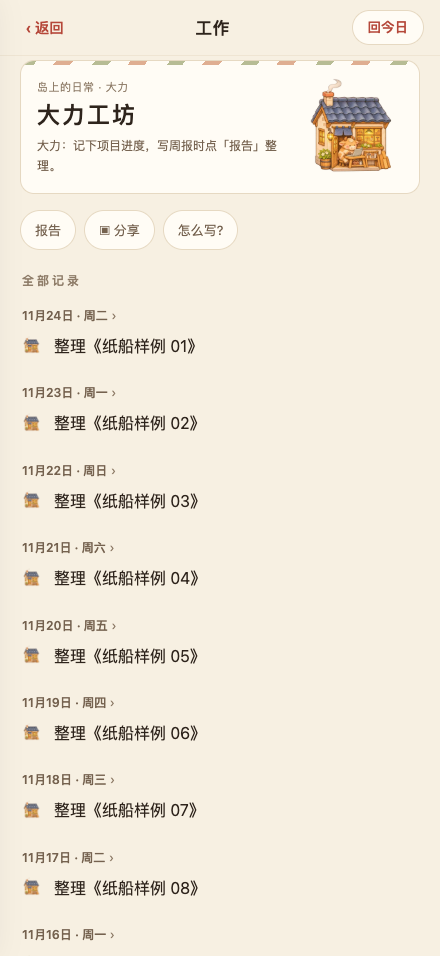 ‹ 返回
工作
回今日
岛上的日常 · 大力
大力工坊
大力：记下项目进度，写周报时点「报告」整
理。
报告
▣ 分享
怎么写?
全部记录
11月24日 · 周二 ›
整理《纸船样例 01》
11月23日 · 周一 ›
整理《纸船样例 02》
11月22日 · 周日 ›
整理《纸船样例 03》
11月21日 · 周六 ›
整理《纸船样例 04》
11月20日 · 周五 ›
整理《纸船样例 05》
11月19日 · 周四 ›
整理《纸船样例 06》
11月18日 · 周三 ›
整理《纸船样例 07》
11月17日 · 周二 ›
整理《纸船样例 08》
11月16日 · 周一 ›